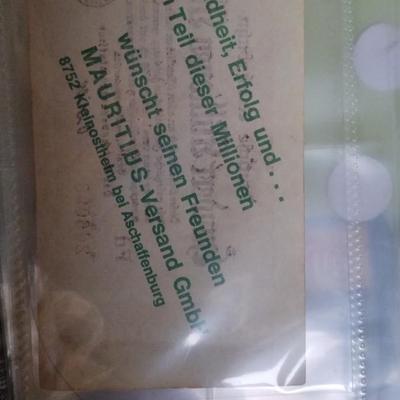 dheit, Erfolg und...
Teil dieser Millionen
wünscht seinen Freunden
MAURITIUS-Versand GmbH
8752 Kleinostheim bei Aschaffenburg